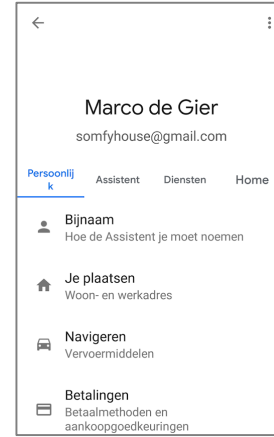 Marco de Gier
somfyhouse@gmail.com
Persoonlij
k
Assistent
Diensten
Home
Bijnaam
Hoe de Assistent je moet noemen
Je plaatsen
Woon- en werkadres
Navigeren
Vervoermiddelen
Betalingen
Betaalmethoden en
aankoopgoedkeuringen